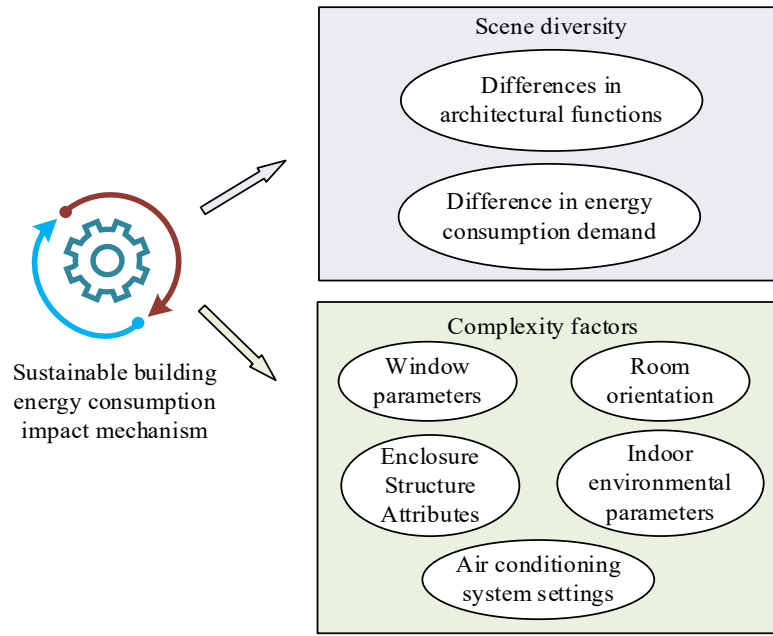 Scene diversity
Differences in
architectural functions
Difference in energy
consumption demand
Sustainable building
energy consumption
impact mechanism
Complexity factors
Window
parameters
Room
orientation
Enclosure
Structure
Attributes
Indoor
environmental
parameters
Air conditioning
system settings